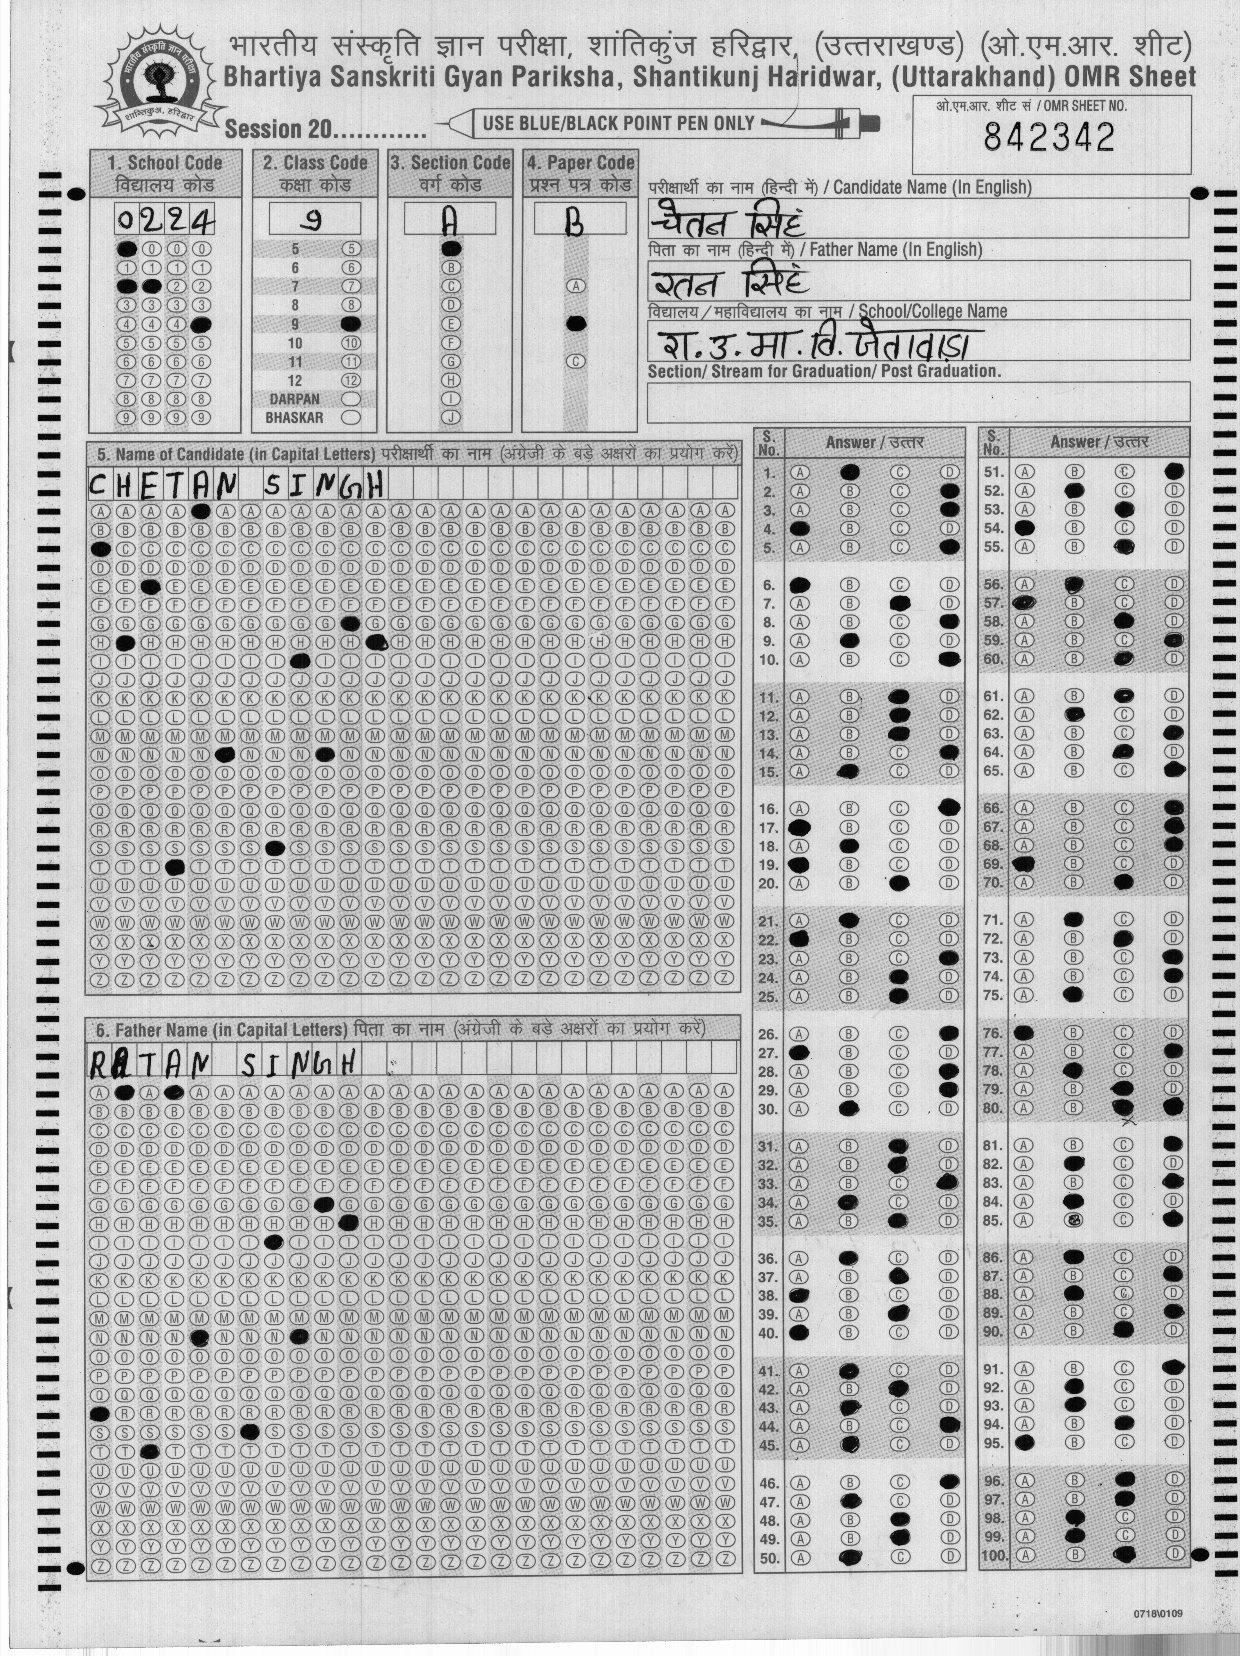 भारतीय संस्कृति ज्ञान परीक्षा, शांतिकुंज हरिद्वार, (उत्तराखण्ड) (ओ.एम.आर. शीट)
Bhartiya Sanskriti Gyan Pariksha, Shantikunj Haridwar, (Uttarakhand) OMR Sheet
Session 20............
USE BLUE/BLACK POINT PEN ONLY
ओ.एम.आर. शीट सं / OMR SHEET NO.
842342
1. School Code
विद्यालय कोड
0224
2. Class Code
कक्षा कोड
9
3. Section Code
वर्ग कोड
A
4. Paper Code
प्रश्न पत्र कोड
B
5
6
7
8
9
10
11
12
DARPAN
BHASKAR
परीक्षार्थी का नाम (हिन्दी में) / Candidate Name (In English)
चैतन सिहं
पिता का नाम (हिन्दी में) / Father Name (In English)
रतन सिहं
विद्यालय/महाविद्यालय का नाम / School/College Name
रा.उ.मा.वि.जैतावाड़ा
Section/ Stream for Graduation/ Post Graduation.
5. Name of Candidate (in Capital Letters) परीक्षार्थी का नाम (अंग्रेजी के बड़े अक्षरों का प्रयोग करें)
CHETAN SINGH
6. Father Name (in Capital Letters) पिता का नाम (अंग्रेजी के बड़े अक्षरों का प्रयोग करें)
RATAN SINGH
S. No. Answer / उत्तर
S. No. Answer / उत्तर
0718\0109